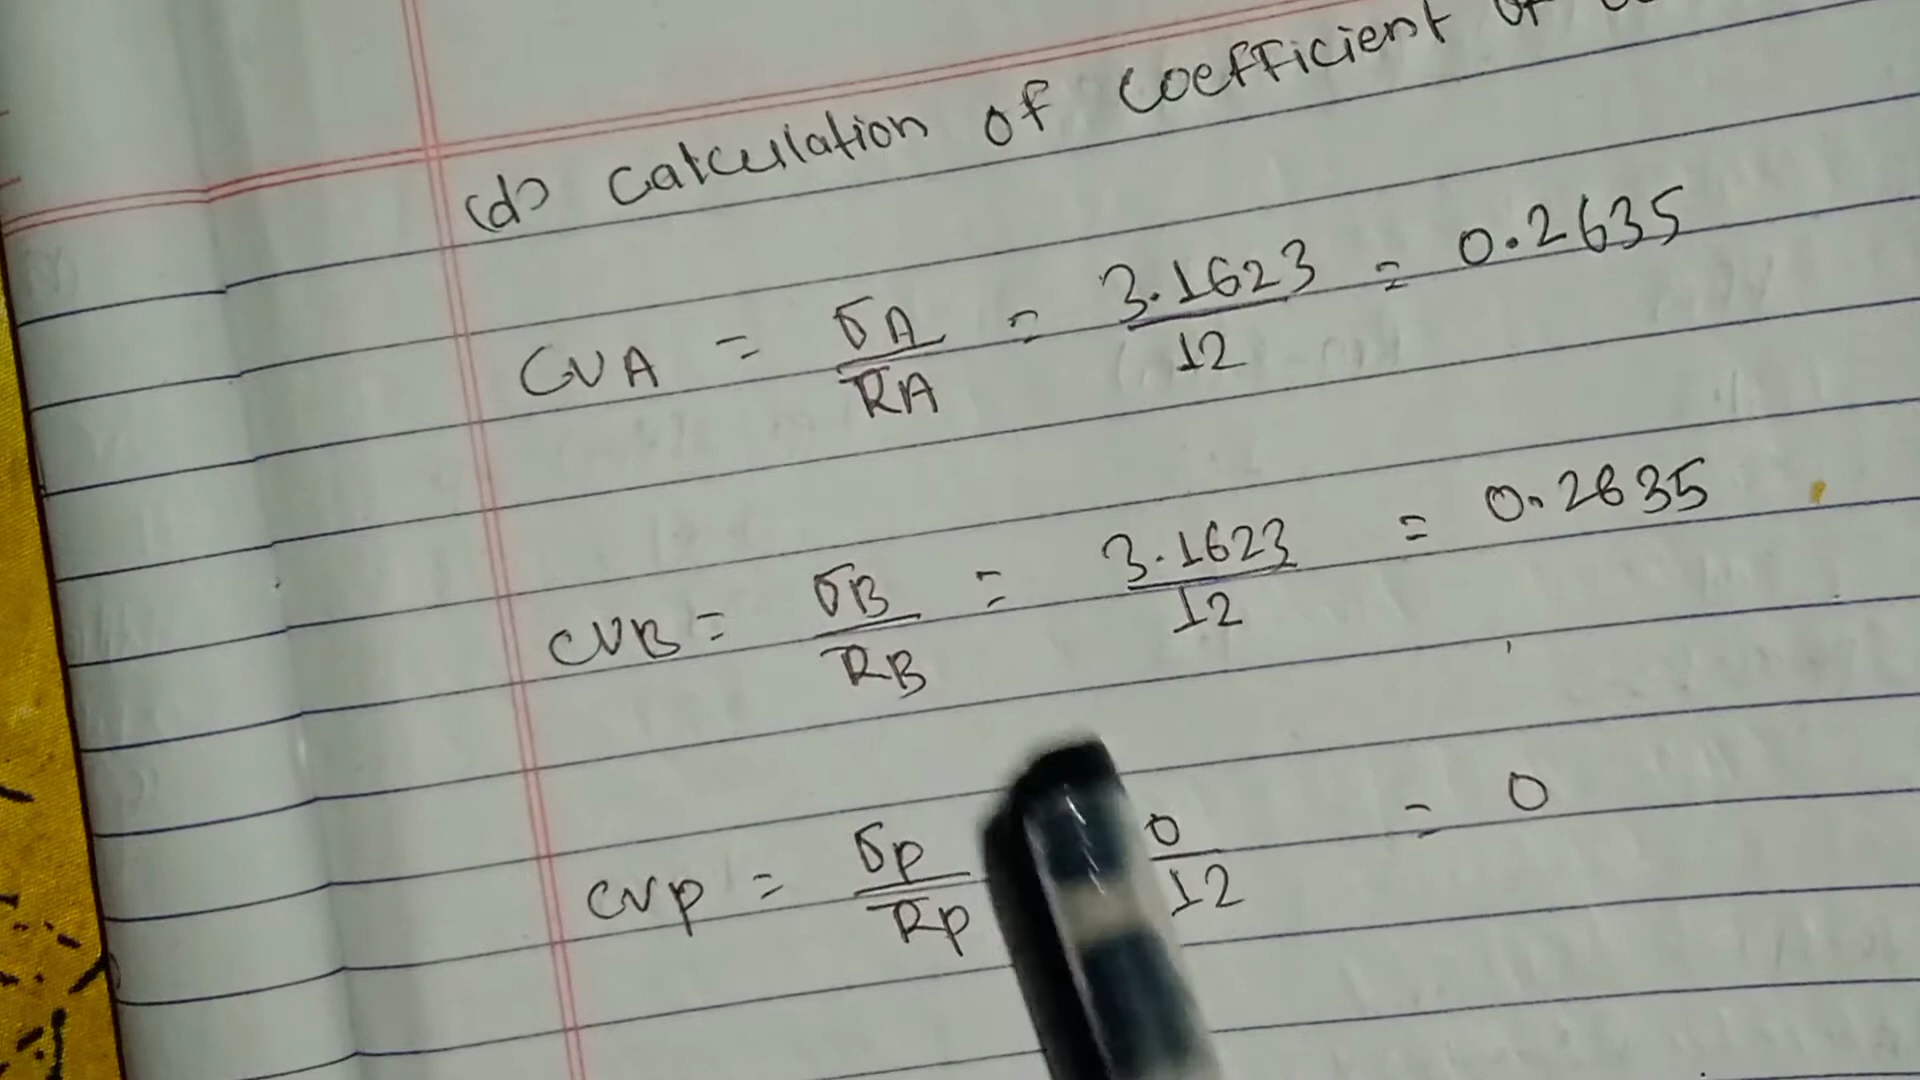 (d) Calculation of Coefficient of
CVA = σA / R̅A = 3.1623 / 12 = 0.2635
CVB = σB / R̅B = 3.1623 / 12 = 0.2635
CVP = σP / R̅P 0 / 12 = 0